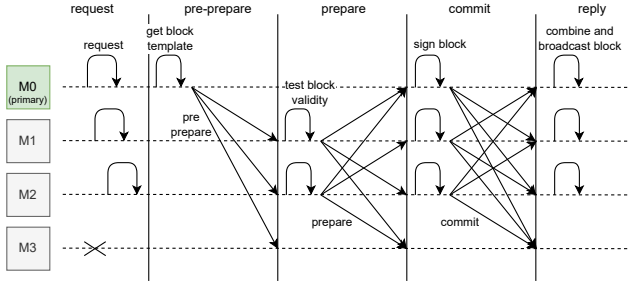 request
pre-prepare
prepare
commit
reply
get block
template
request
sign block
combine and
broadcast block
M0
(primary)
test block
validity
pre
prepare
M1
M2
prepare
commit
M3